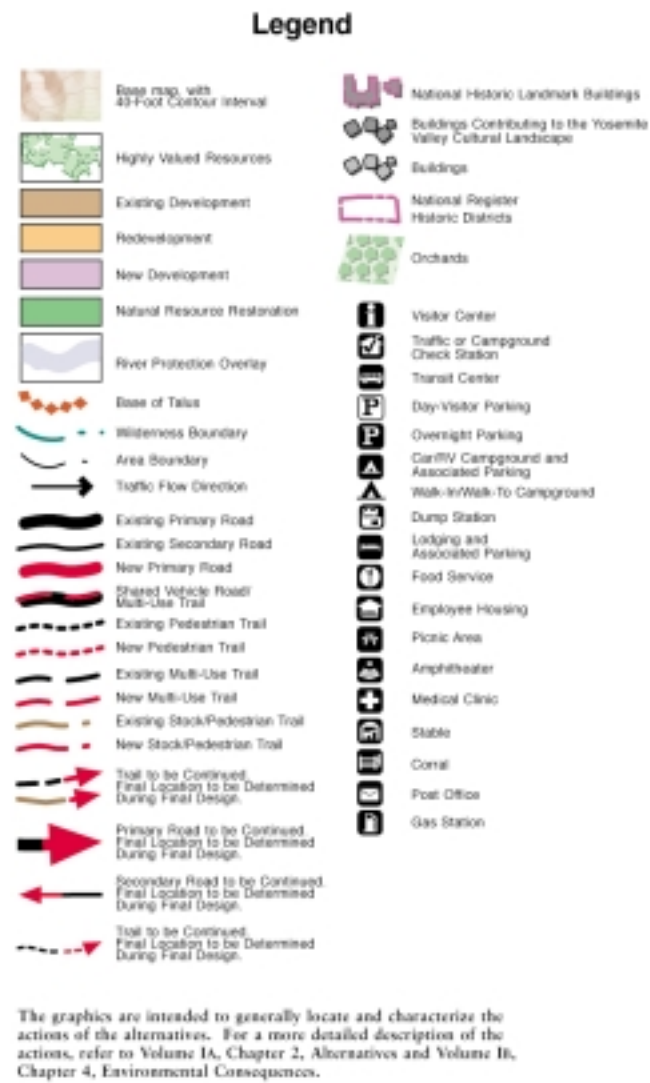 Legend
Base map, with
40-Foot Contour Interval
Highly Valued Resources
Existing Development
Redevelopment
New Development
Natural Resource Restoration
River Protection Overlay
Base of Talus
Wilderness Boundary
Area Boundary
Traffic Flow Direction
Existing Primary Road
Existing Secondary Road
New Primary Road
Shared Vehicle Road/
Multi-Use Trail
Existing Pedestrian Trail
New Pedestrian Trail
Existing Multi-Use Trail
New Multi-Use Trail
Existing Stock/Pedestrian Trail
New Stock/Pedestrian Trail
Trail to be Continued.
Final Location to be Determined
During Final Design.
Primary Road to be Continued.
Final Location to be Determined
During Final Design.
Secondary Road to be Continued.
Final Location to be Determined
During Final Design.
Trail to be Continued.
Final Location to be Determined
During Final Design.
National Historic Landmark Buildings
Buildings Contributing to the Yosemite
Valley Cultural Landscape
Buildings
National Register
Historic Districts
Orchards
Visitor Center
Traffic or Campground
Check Station
Transit Center
P Day-Visitor Parking
P Overnight Parking
Car/RV Campground and
Associated Parking
Walk-In/Walk-To Campground
Dump Station
Lodging and
Associated Parking
Food Service
Employee Housing
Picnic Area
Amphitheater
Medical Clinic
Stable
Corral
Post Office
Gas Station
The graphics are intended to generally locate and characterize the
actions of the alternatives. For a more detailed description of the
actions, refer to Volume IA, Chapter 2, Alternatives and Volume IB,
Chapter 4, Environmental Consequences.